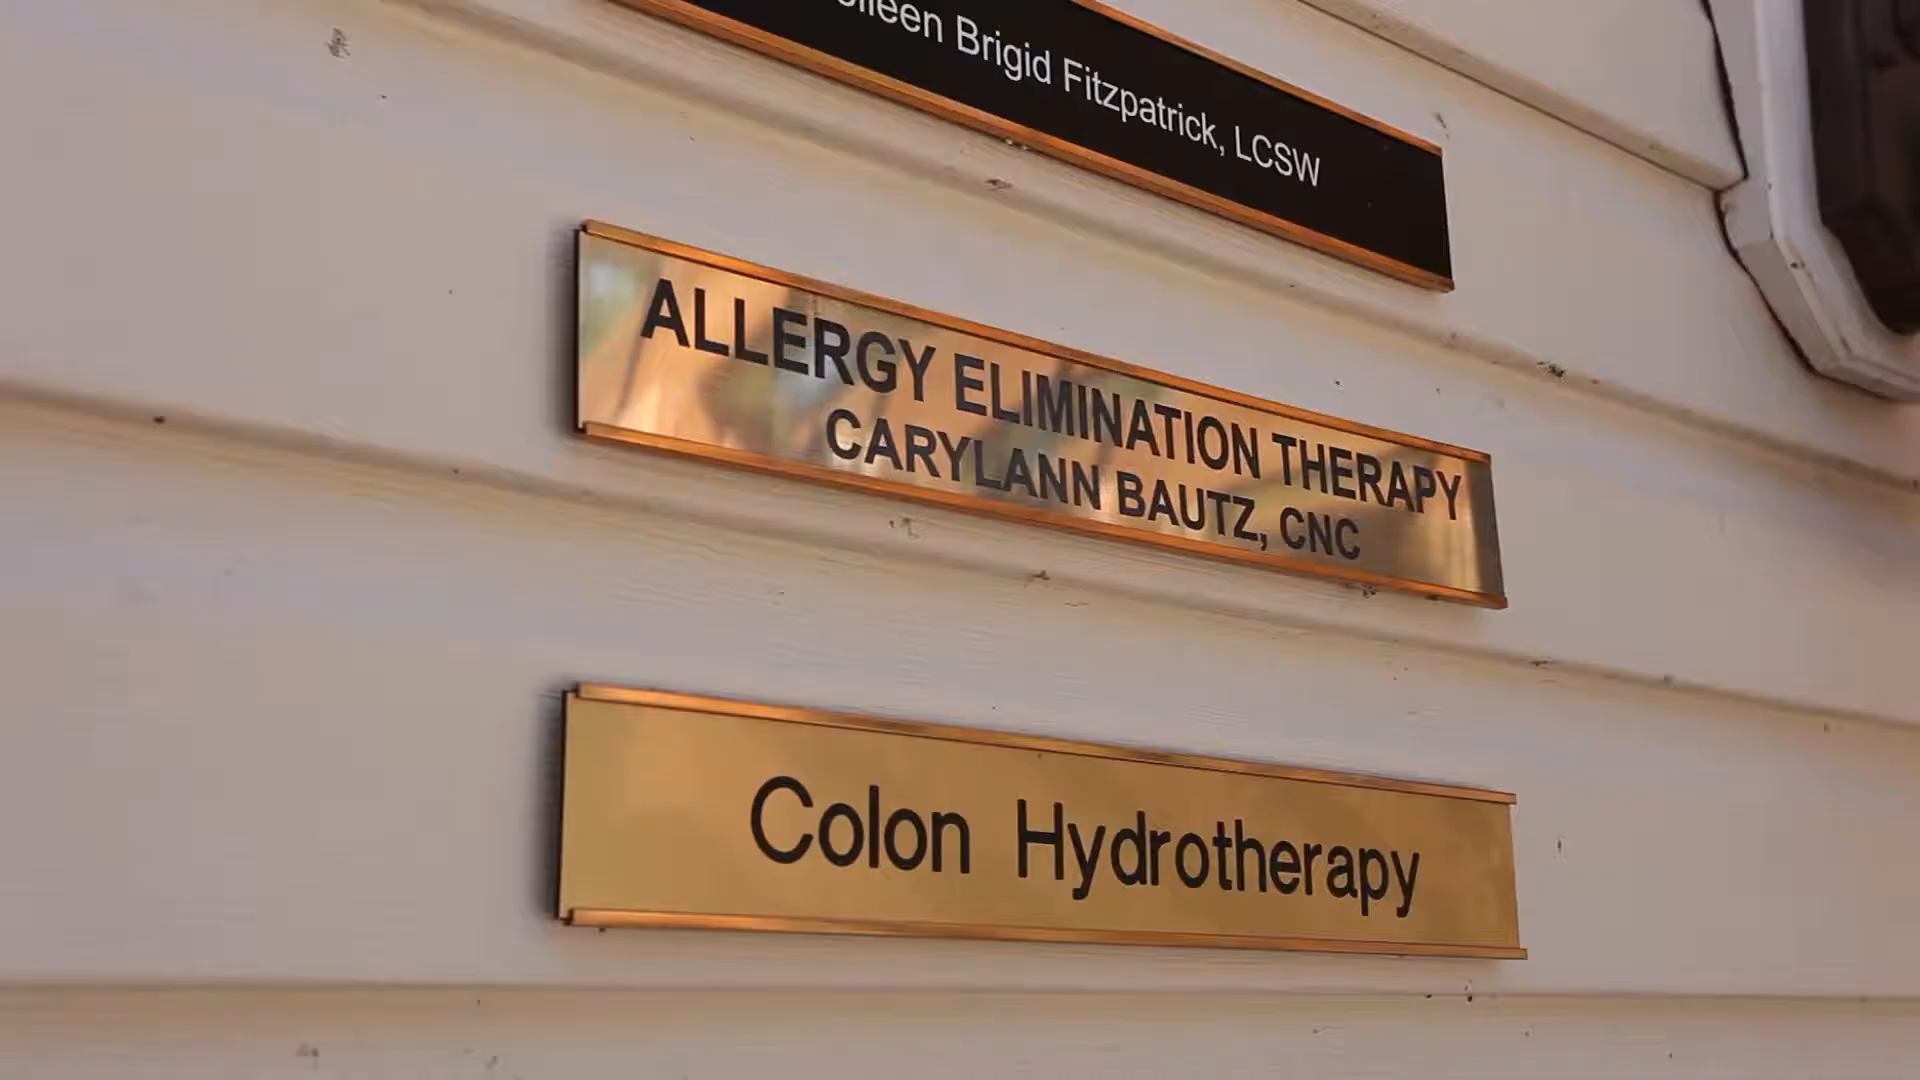 Brigid Fitzpatrick, LCSW
ALLERGY ELIMINATION THERAPY
CARYLANN BAUTZ, CNC
Colon Hydrotherapy